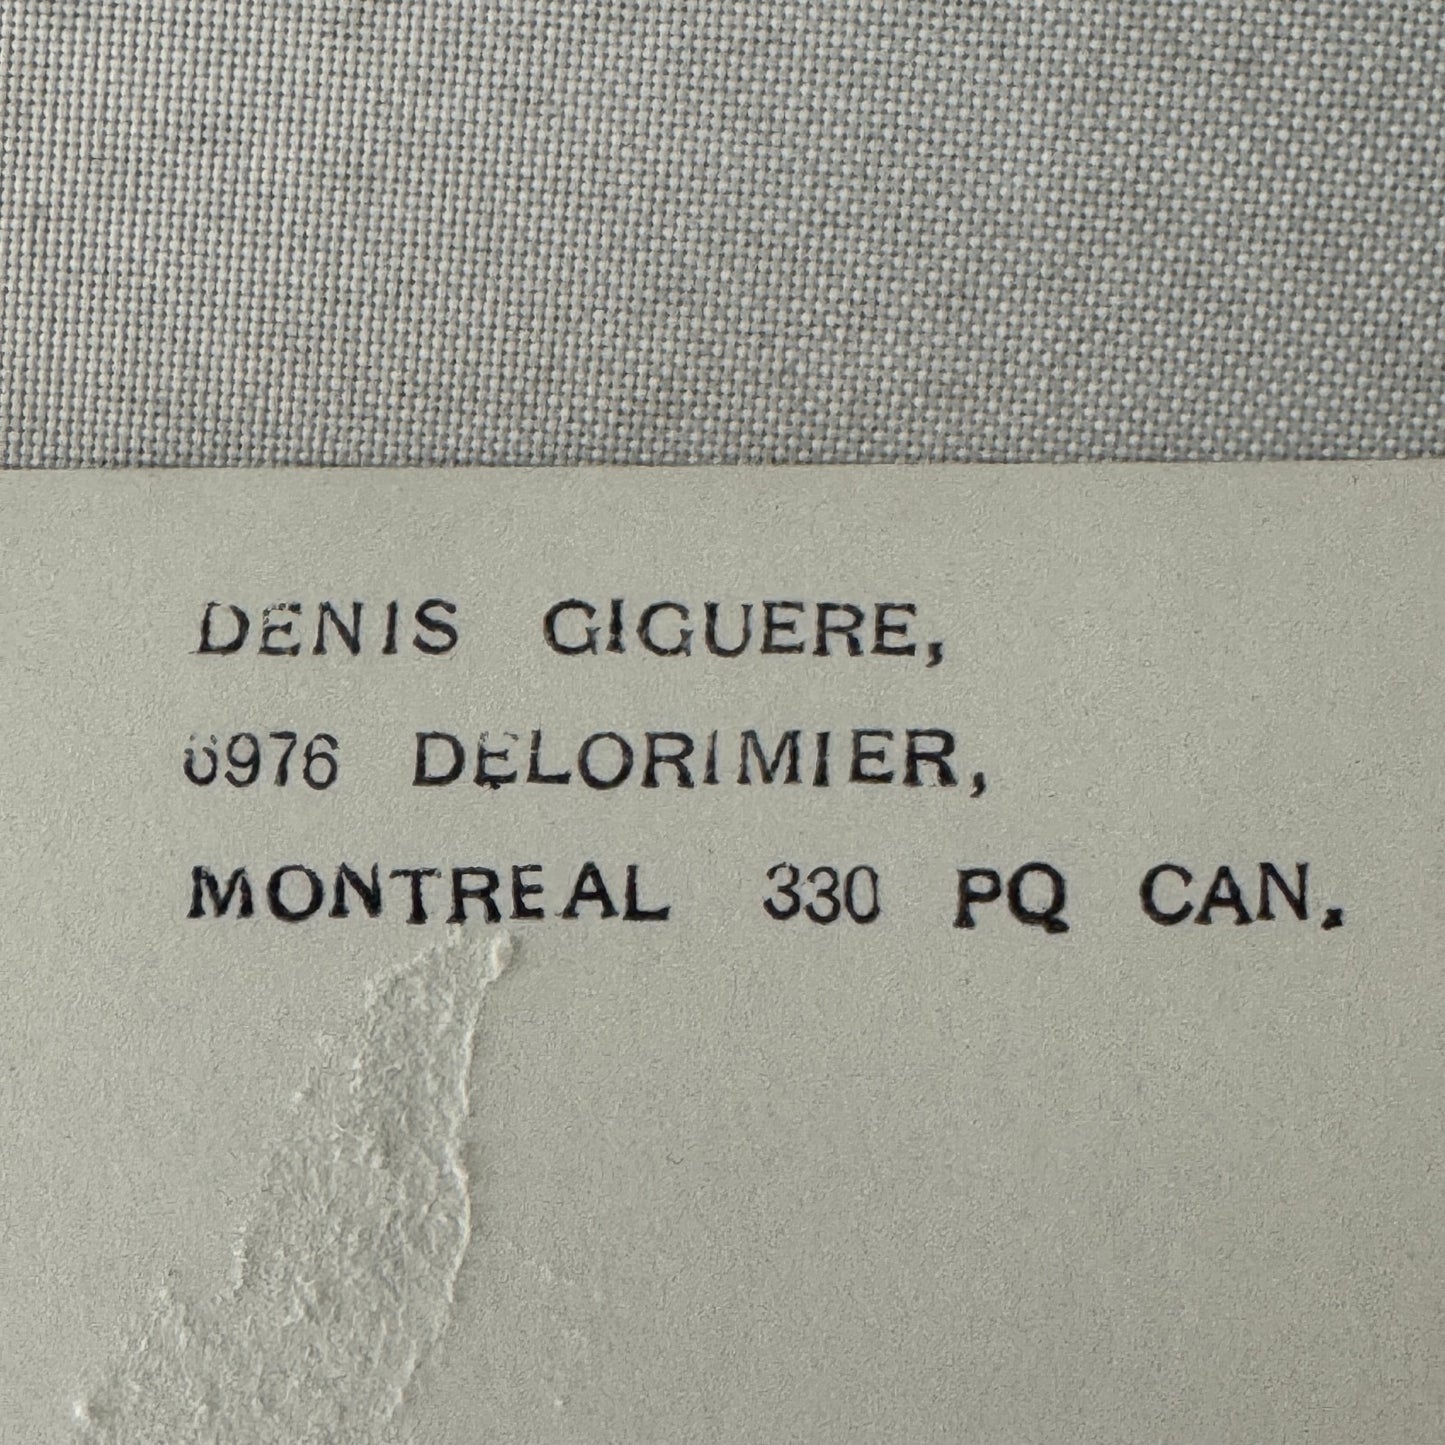 DENIS GIGUERE,
6976 DELORIMIER,
MONTREAL 330 PQ CAN.